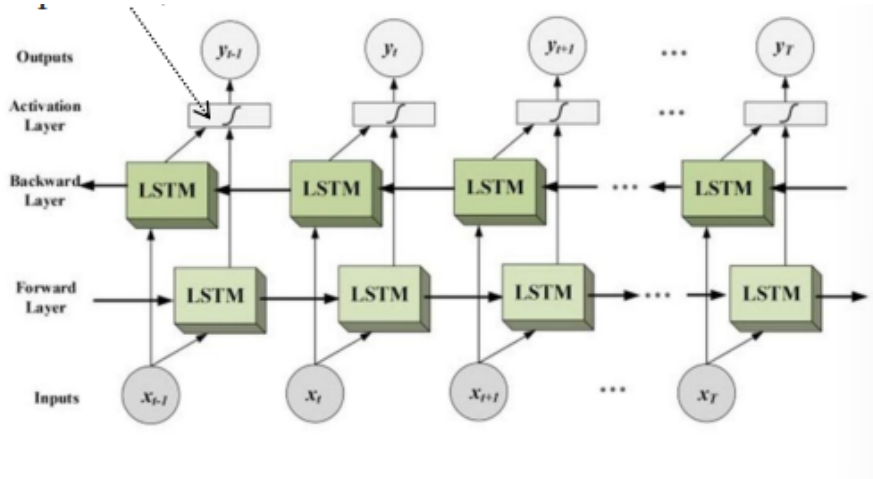 Outputs
y_{t-1} y_t y_{t+1} ... y_T
Activation
Layer
...
Backward
Layer
LSTM LSTM LSTM ... LSTM
Forward
Layer
LSTM LSTM LSTM ... LSTM
Inputs
x_{t-1} x_t x_{t+1} ... x_T